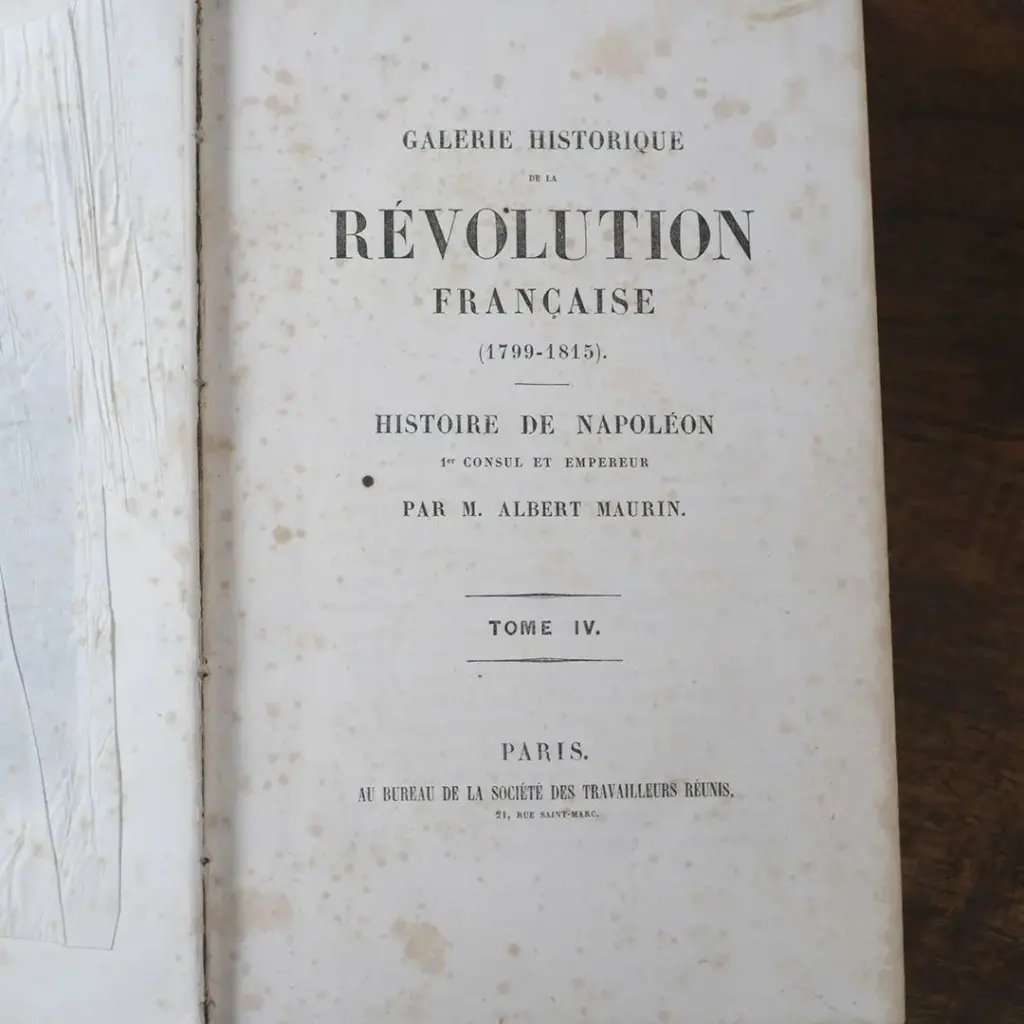 GALERIE HISTORIQUE
DE LA
RÉVOLUTION
FRANÇAISE
(1799-1815).
HISTOIRE DE NAPOLÉON
1er CONSUL ET EMPEREUR
PAR M. ALBERT MAURIN.
TOME IV.
PARIS.
AU BUREAU DE LA SOCIÉTÉ DES TRAVAILLEURS RÉUNIS,
21, RUE SAINT-MARC.